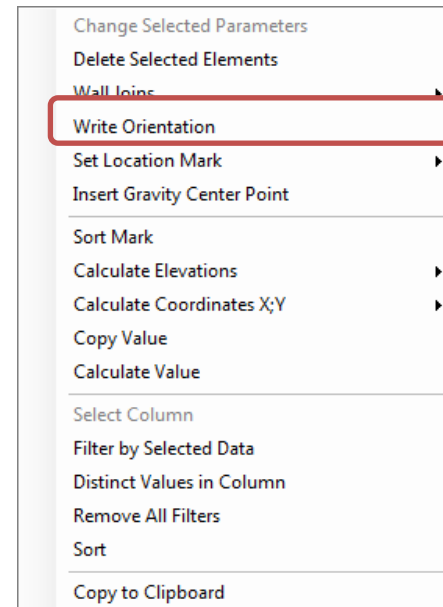 Change Selected Parameters
Delete Selected Elements
Wall Joins
Write Orientation
Set Location Mark
Insert Gravity Center Point
Sort Mark
Calculate Elevations
Calculate Coordinates X;Y
Copy Value
Calculate Value
Select Column
Filter by Selected Data
Distinct Values in Column
Remove All Filters
Sort
Copy to Clipboard